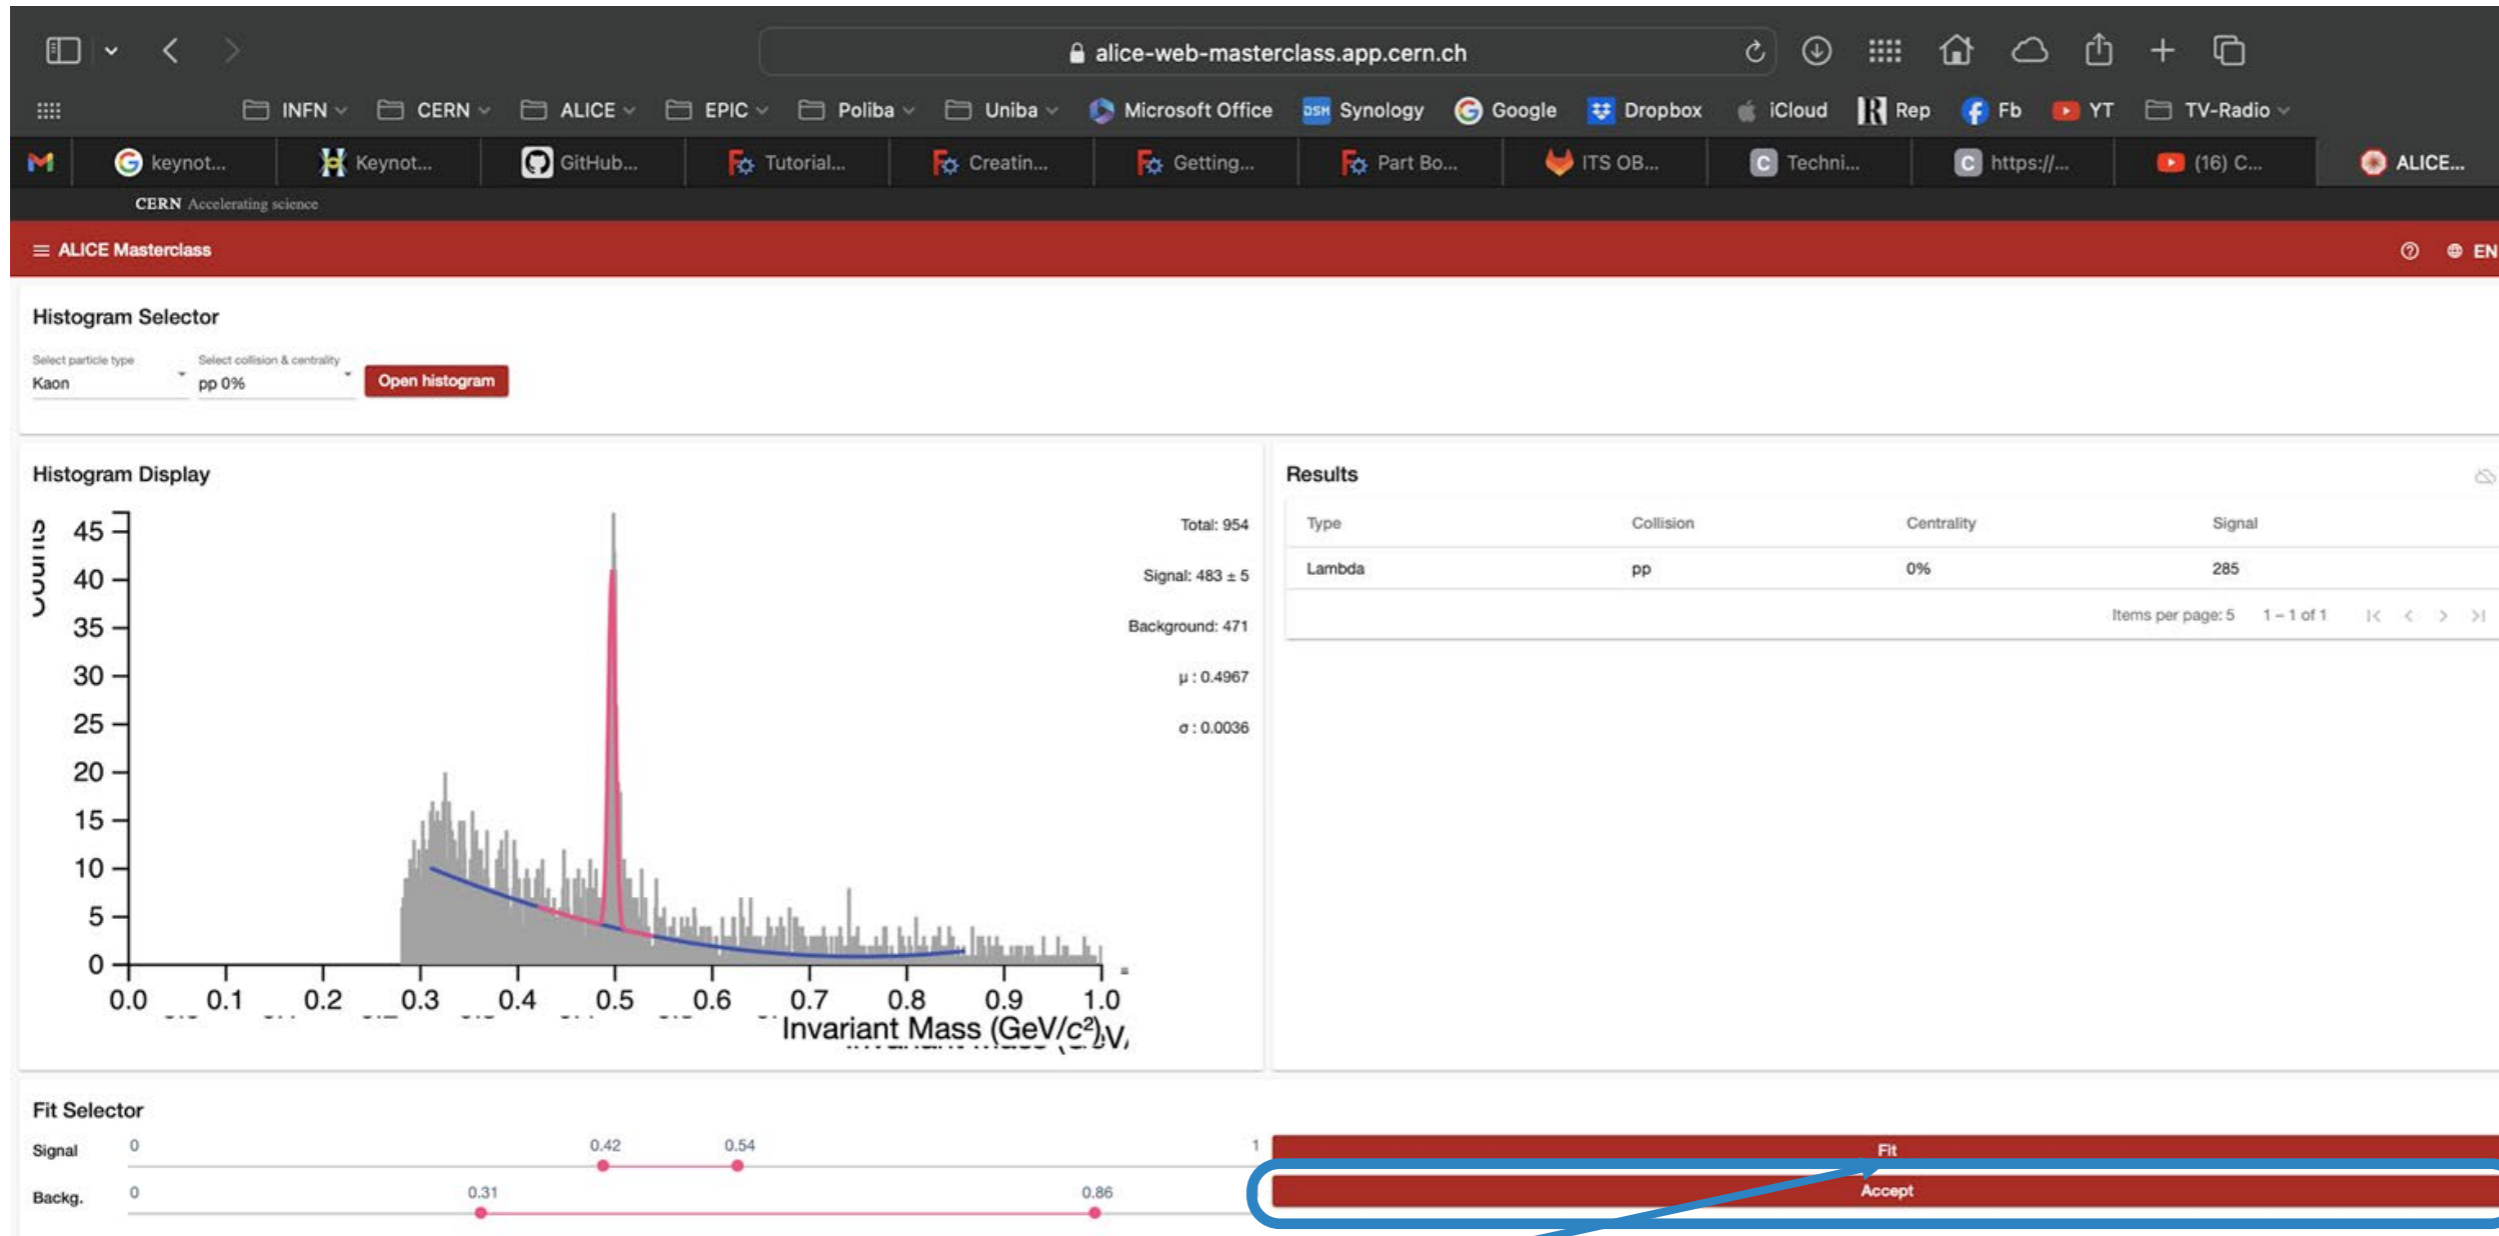 alice-web-masterclass.app.cern.ch
INFN CERN ALICE EPIC Poliba Uniba Microsoft Office DSM Synology Google Dropbox iCloud Rep Fb YT TV-Radio
keynot... Keynot... GitHub... Tutorial... Creatin... Getting... Part Bo... ITS OB... C Techni... C https://... (16) C... ALICE...
CERN Accelerating science
ALICE Masterclass
EN
Histogram Selector
Select particle type Select collision & centrality
Kaon pp 0% Open histogram
Histogram Display
Counts
45
40
35
30
25
20
15
10
5
0
0.0 0.1 0.2 0.3 0.4 0.5 0.6 0.7 0.8 0.9 1.0
Invariant Mass (GeV/c²)
Total: 954
Signal: 483 ± 5
Background: 471
μ : 0.4967
σ : 0.0036
Results
Type Collision Centrality Signal
Lambda pp 0% 285
Items per page: 5 1 – 1 of 1
Fit Selector
Signal 0 0.42 0.54 1
Backg. 0 0.31 0.86
Fit
Accept